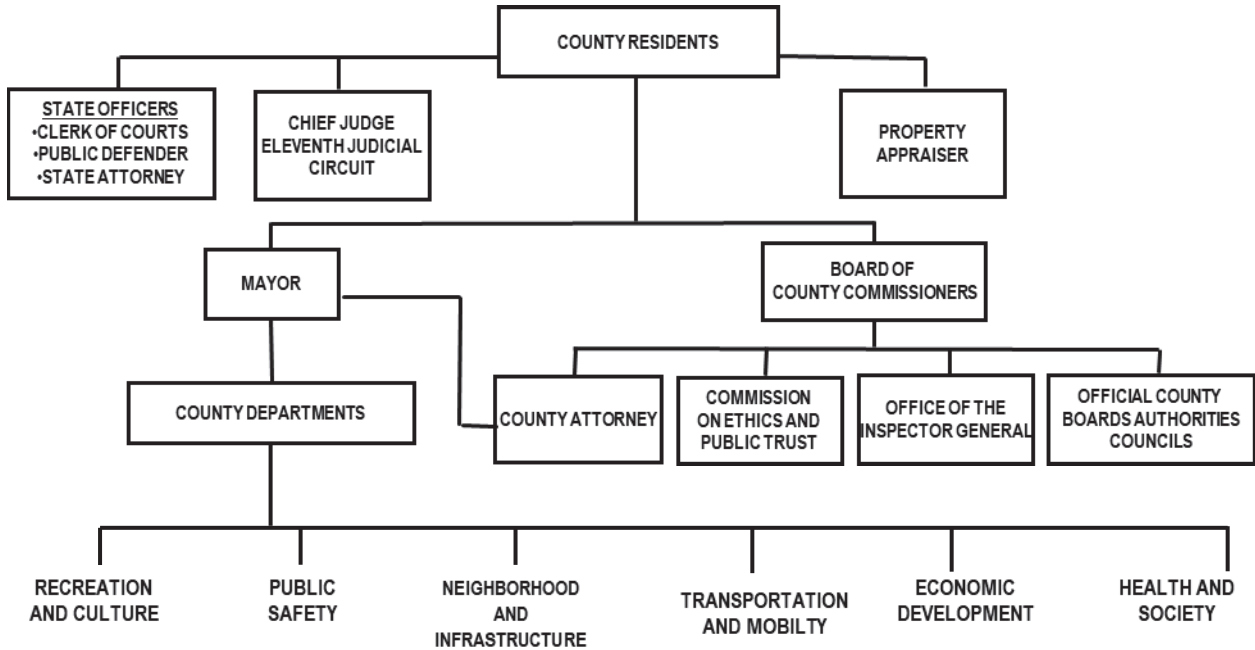 COUNTY RESIDENTS
STATE OFFICERS
•CLERK OF COURTS
•PUBLIC DEFENDER
•STATE ATTORNEY
CHIEF JUDGE
ELEVENTH JUDICIAL
CIRCUIT
PROPERTY
APPRAISER
MAYOR
BOARD OF
COUNTY COMMISSIONERS
COUNTY DEPARTMENTS
COUNTY ATTORNEY
COMMISSION
ON ETHICS AND
PUBLIC TRUST
OFFICE OF THE
INSPECTOR GENERAL
OFFICIAL COUNTY
BOARDS AUTHORITIES
COUNCILS
RECREATION
AND CULTURE
PUBLIC
SAFETY
NEIGHBORHOOD
AND
INFRASTRUCTURE
TRANSPORTATION
AND MOBILTY
ECONOMIC
DEVELOPMENT
HEALTH AND
SOCIETY